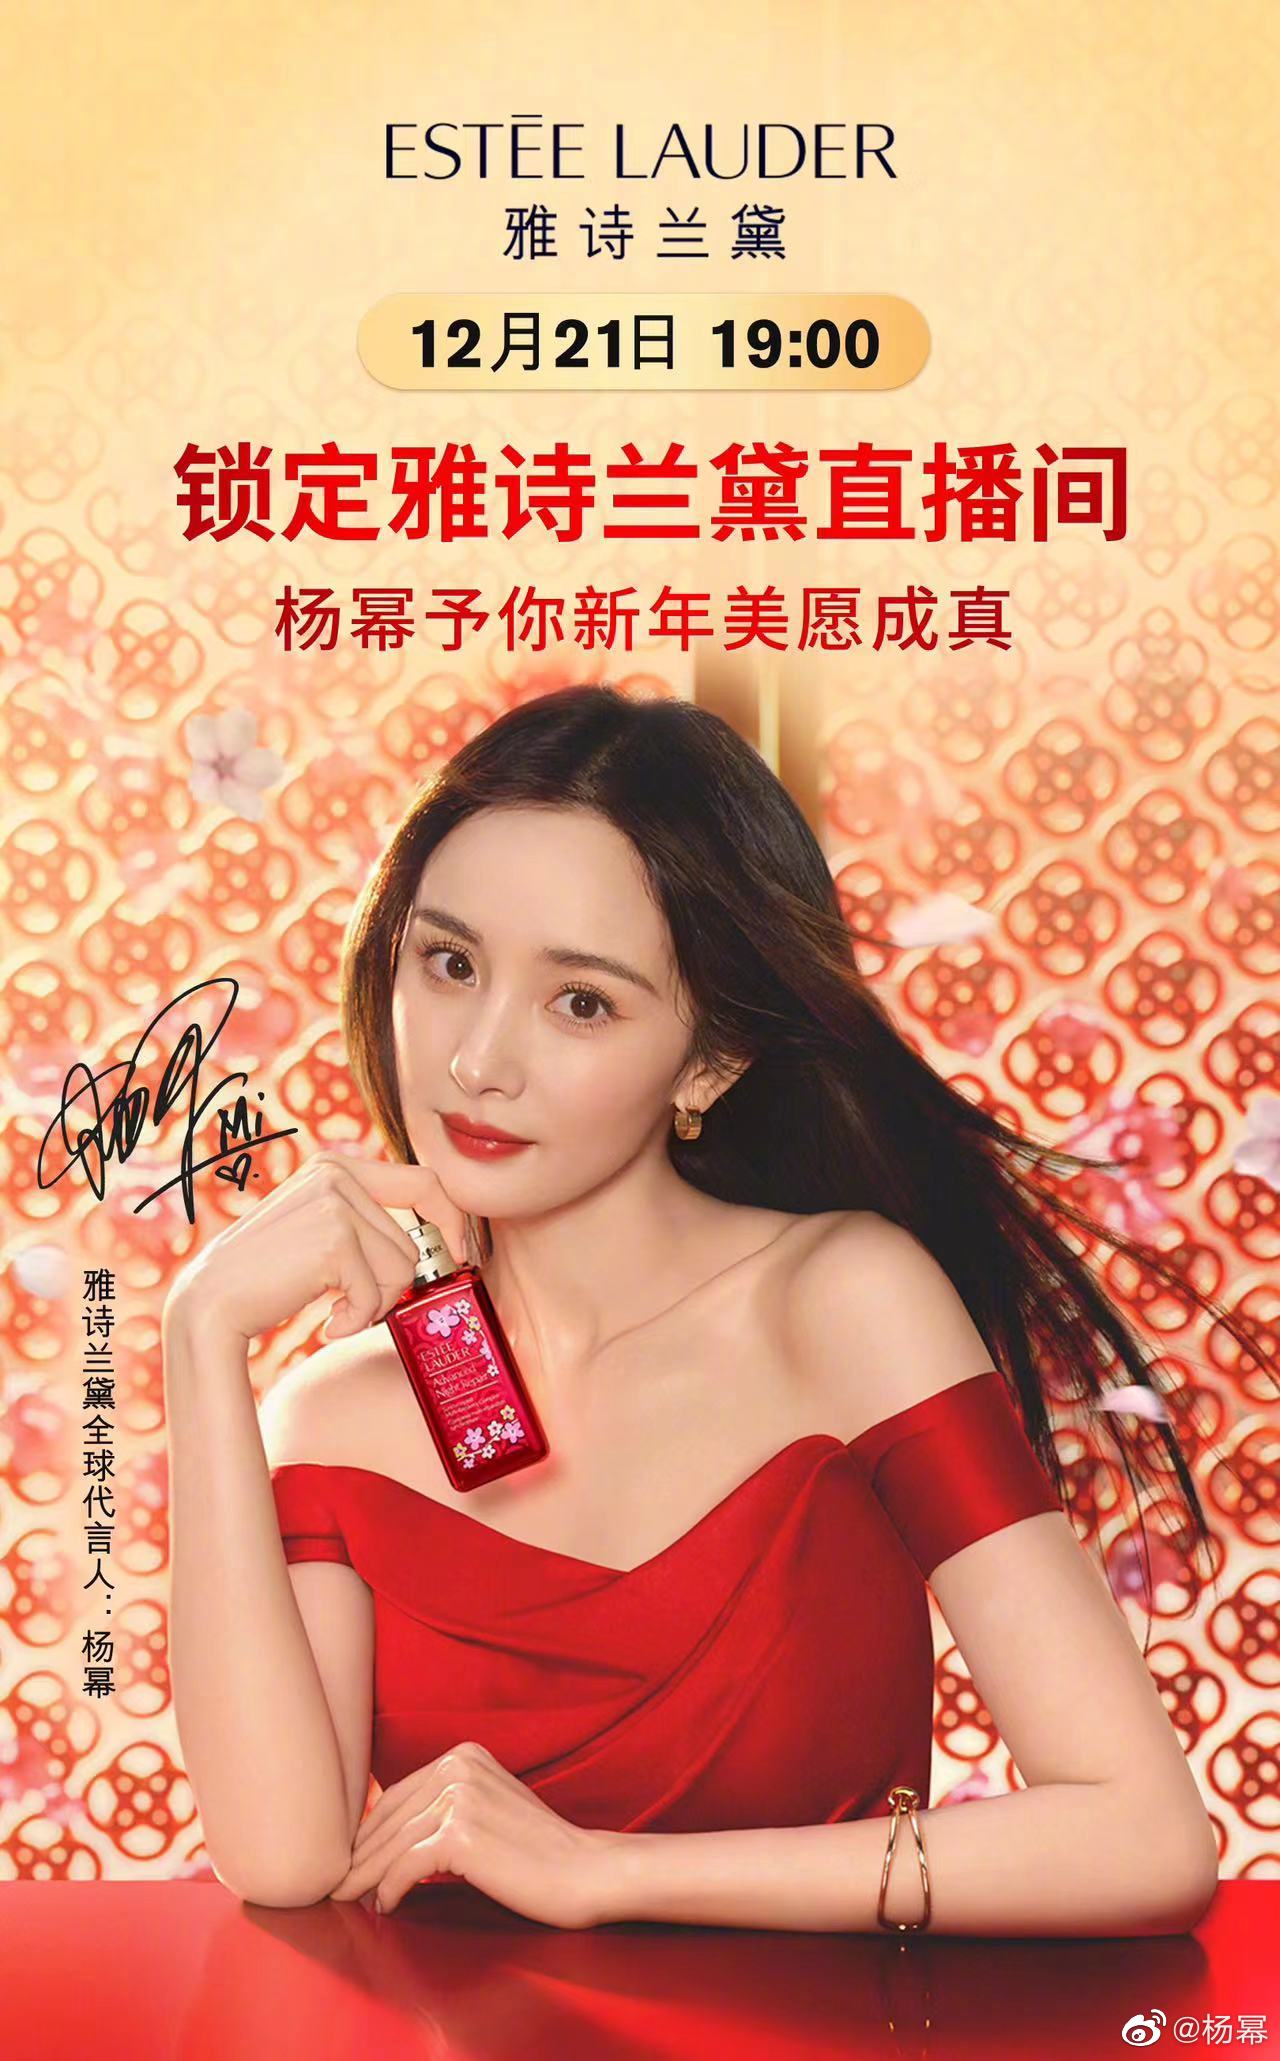 ESTĒE LAUDER
雅诗兰黛
12月21日 19:00
锁定雅诗兰黛直播间
杨幂予你新年美愿成真
Mi
雅诗兰黛全球代言人：杨幂
ESTĒE
LAUDER
Advanced
Night Repair
@杨幂